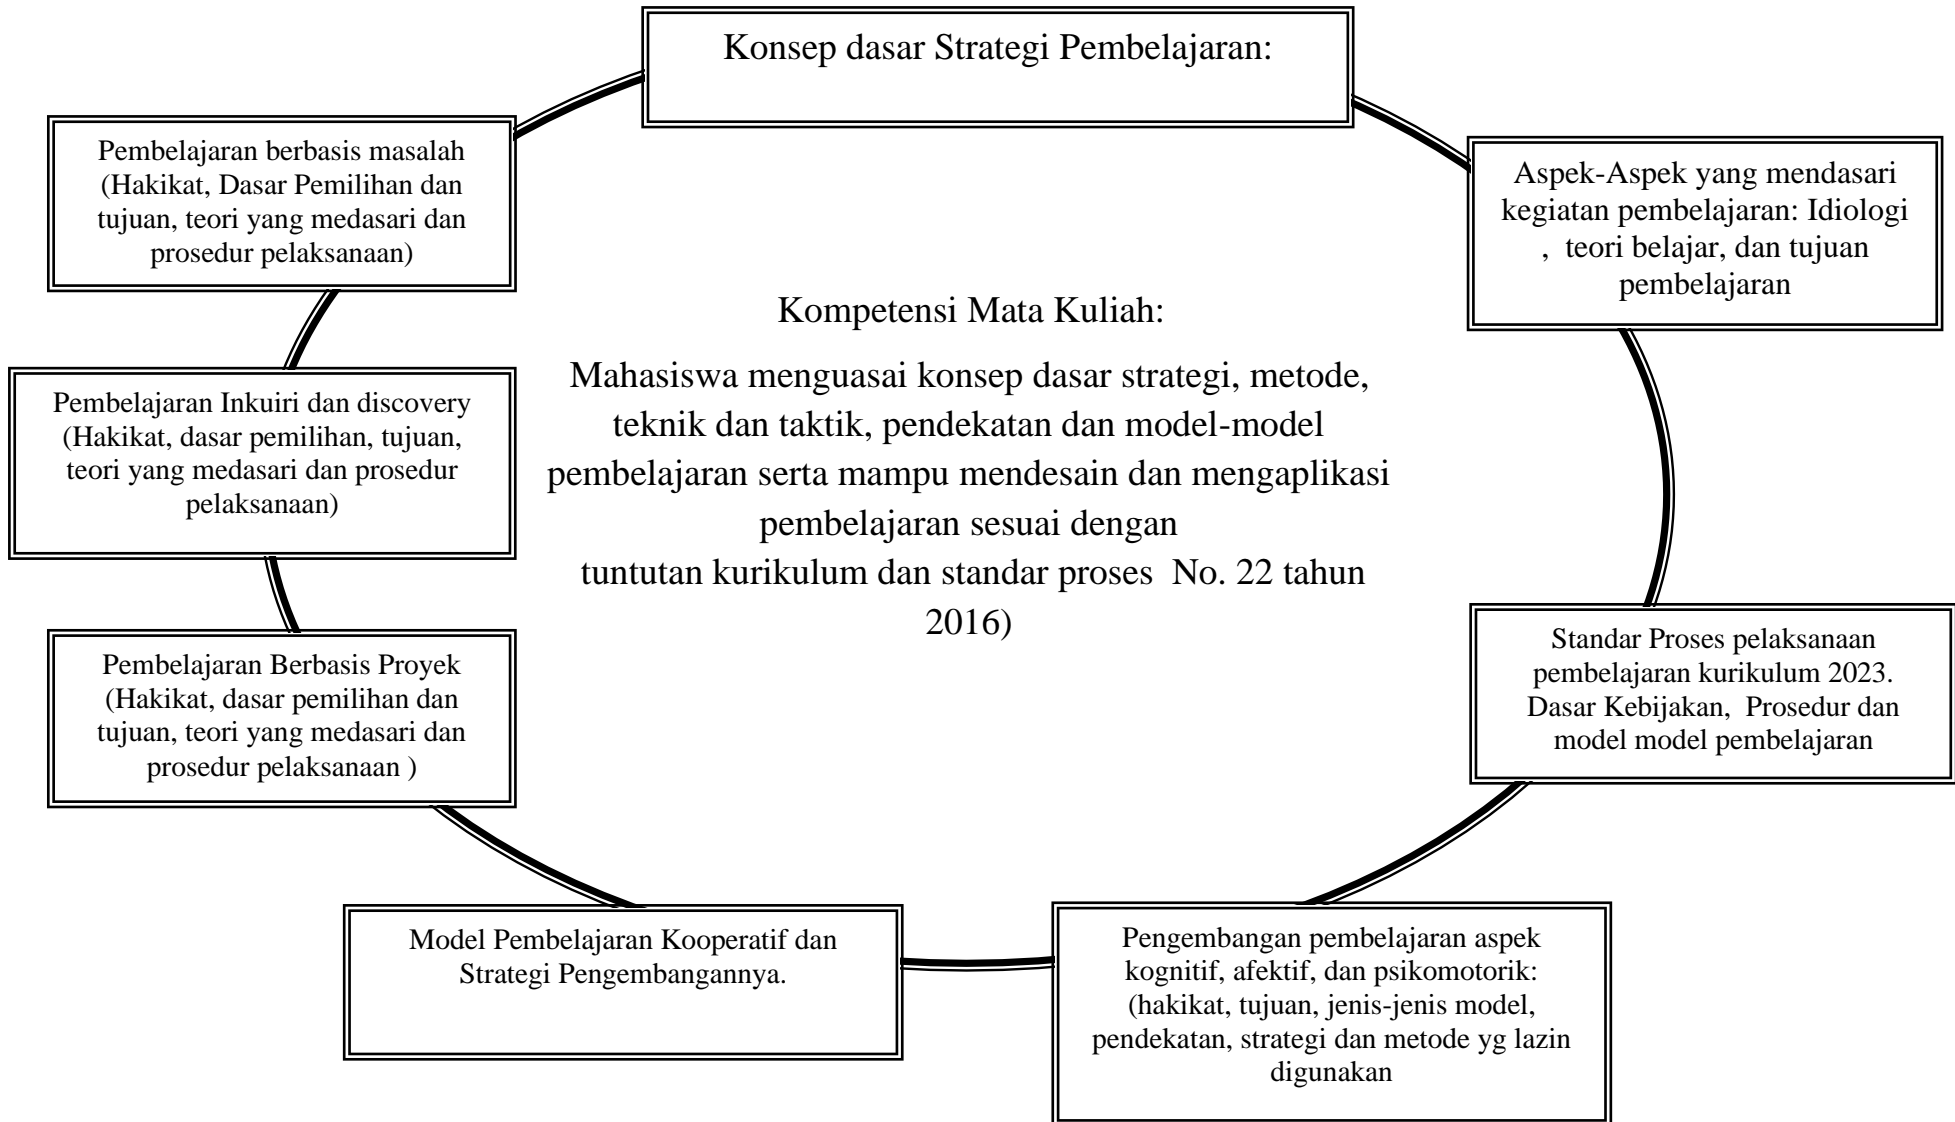 Konsep dasar Strategi Pembelajaran:
Aspek-Aspek yang mendasari
kegiatan pembelajaran: Idiologi
, teori belajar, dan tujuan
pembelajaran
Standar Proses pelaksanaan
pembelajaran kurikulum 2023.
Dasar Kebijakan, Prosedur dan
model model pembelajaran
Pengembangan pembelajaran aspek
kognitif, afektif, dan psikomotorik:
(hakikat, tujuan, jenis-jenis model,
pendekatan, strategi dan metode yg lazin
digunakan
Model Pembelajaran Kooperatif dan
Strategi Pengembangannya.
Pembelajaran Berbasis Proyek
(Hakikat, dasar pemilihan dan
tujuan, teori yang medasari dan
prosedur pelaksanaan )
Pembelajaran Inkuiri dan discovery
(Hakikat, dasar pemilihan, tujuan,
teori yang medasari dan prosedur
pelaksanaan)
Pembelajaran berbasis masalah
(Hakikat, Dasar Pemilihan dan
tujuan, teori yang medasari dan
prosedur pelaksanaan)
Kompetensi Mata Kuliah:
Mahasiswa menguasai konsep dasar strategi, metode,
teknik dan taktik, pendekatan dan model-model
pembelajaran serta mampu mendesain dan mengaplikasi
pembelajaran sesuai dengan
tuntutan kurikulum dan standar proses No. 22 tahun
2016)